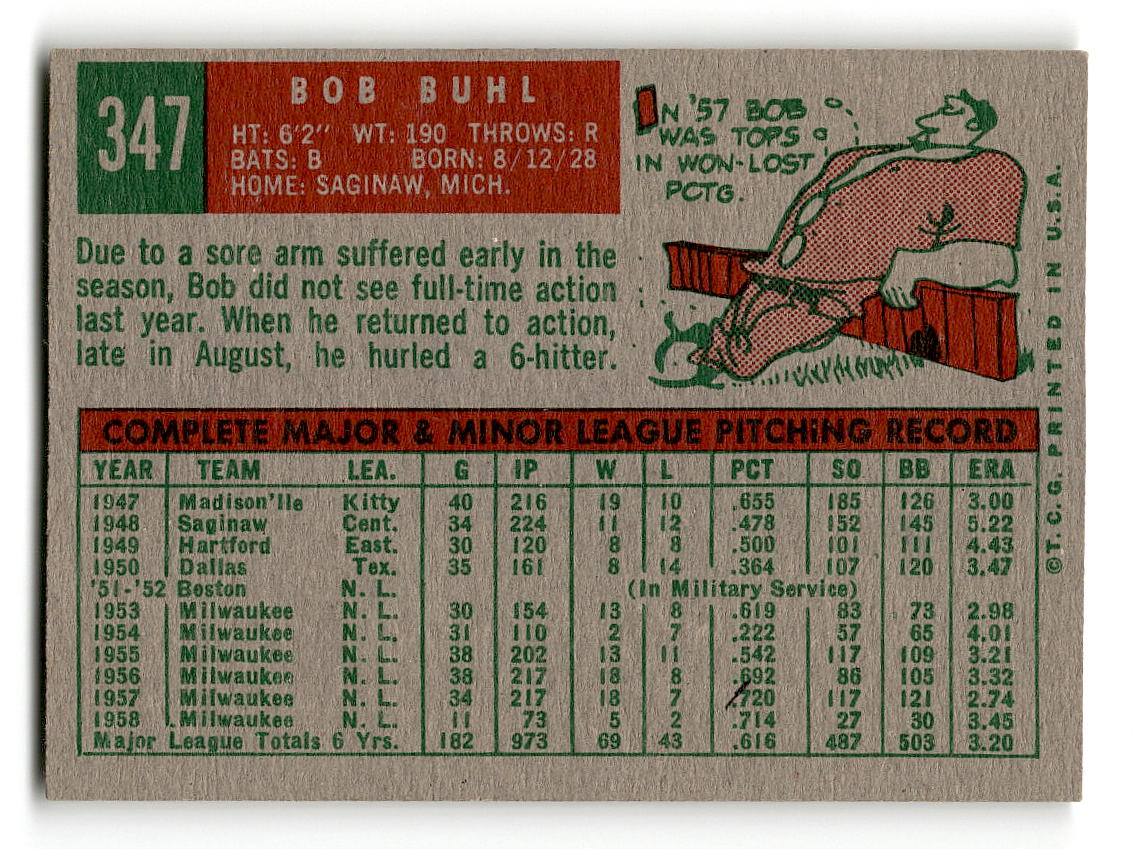 347
BOB BUHL
HT: 6'2" WT: 190 THROWS: R
BATS: B BORN: 8/12/28
HOME: SAGINAW, MICH.
IN '57 BOB
WAS TOPS
IN WON-LOST
PCTG.
Due to a sore arm suffered early in the
season, Bob did not see full-time action
last year. When he returned to action,
late in August, he hurled a 6-hitter.
COMPLETE MAJOR & MINOR LEAGUE PITCHING RECORD
YEAR TEAM LEA. G IP W L PCT SO BB ERA
1947 Madison'lle Kitty 40 216 19 10 .655 185 126 3.00
1948 Saginaw Cent. 34 224 11 12 .478 152 145 5.22
1949 Hartford East. 30 120 8 8 .500 101 111 4.43
1950 Dallas Tex. 35 161 8 14 .364 107 120 3.47
'51-'52 Boston N. L. (In Military Service)
1953 Milwaukee N. L. 30 154 13 8 .619 83 73 2.98
1954 Milwaukee N. L. 31 110 2 7 .222 57 65 4.01
1955 Milwaukee N. L. 38 202 13 11 .542 117 109 3.21
1956 Milwaukee N. L. 38 217 18 8 .692 86 105 3.32
1957 Milwaukee N. L. 34 217 18 7 .720 117 121 2.74
1958 Milwaukee N. L. 11 73 5 2 .714 27 30 3.45
Major League Totals 6 Yrs. 182 973 69 43 .616 487 503 3.20
©T. C. G. PRINTED IN U.S.A.